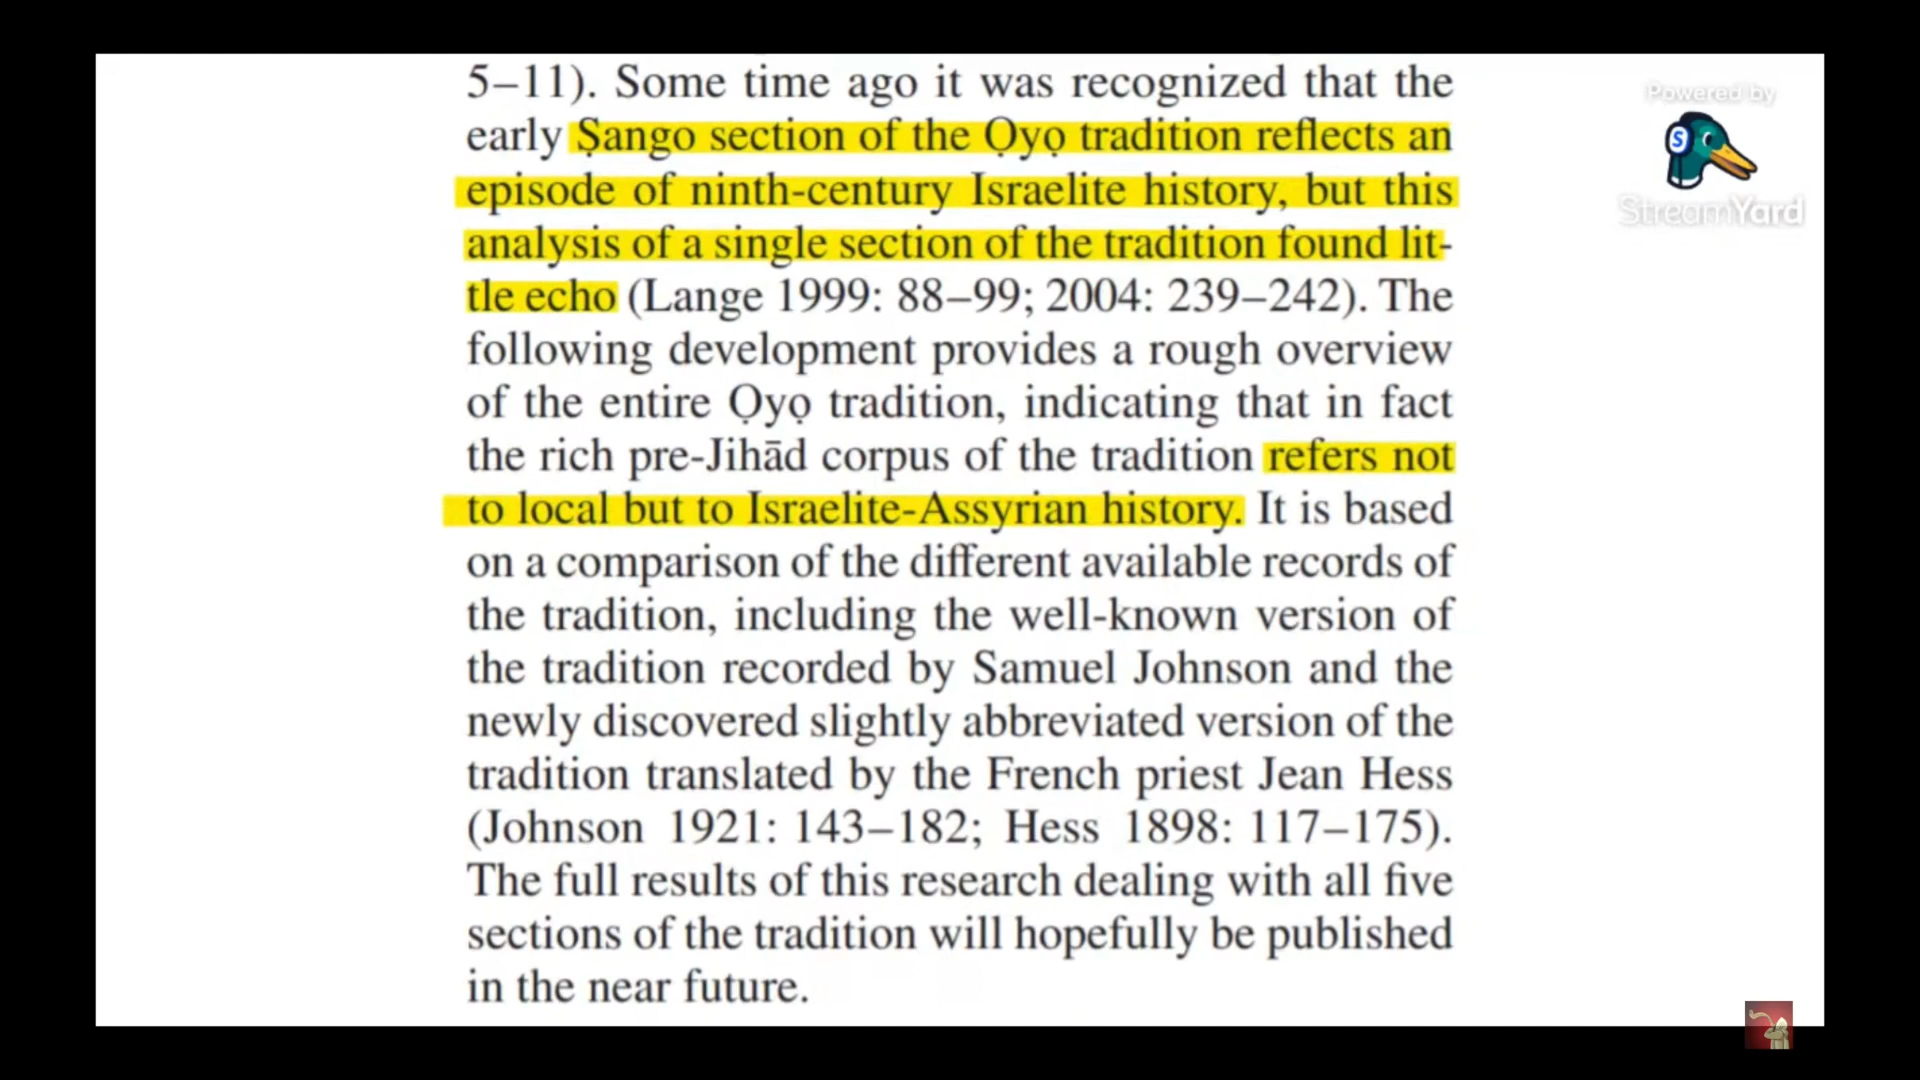 5–11). Some time ago it was recognized that the
early Ṣango section of the Ọyọ tradition reflects an
episode of ninth-century Israelite history, but this
analysis of a single section of the tradition found lit-
tle echo (Lange 1999: 88–99; 2004: 239–242). The
following development provides a rough overview
of the entire Ọyọ tradition, indicating that in fact
the rich pre-Jihād corpus of the tradition refers not
to local but to Israelite-Assyrian history. It is based
on a comparison of the different available records of
the tradition, including the well-known version of
the tradition recorded by Samuel Johnson and the
newly discovered slightly abbreviated version of the
tradition translated by the French priest Jean Hess
(Johnson 1921: 143–182; Hess 1898: 117–175).
The full results of this research dealing with all five
sections of the tradition will hopefully be published
in the near future.
Powered by
S
StreamYard